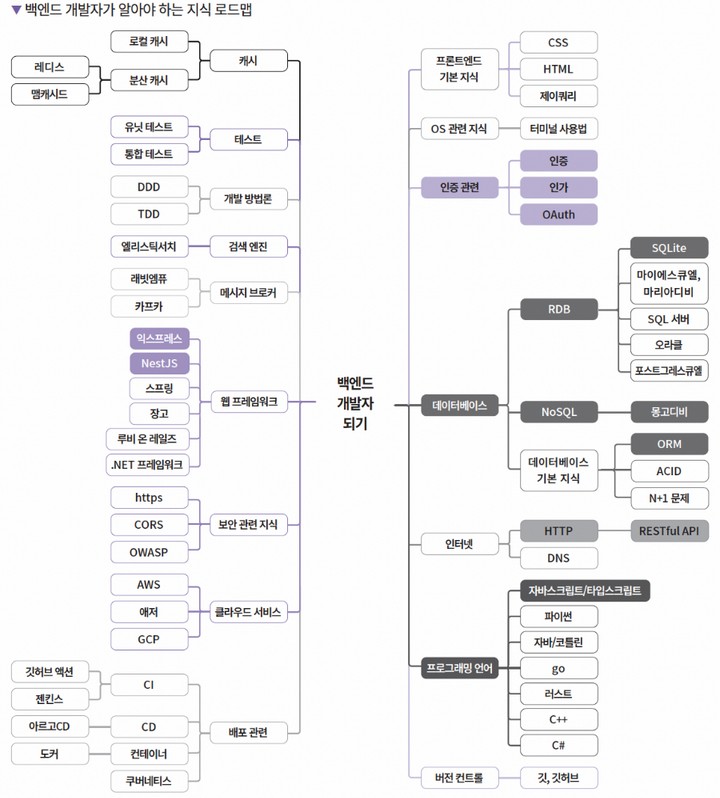 ▼ 백엔드 개발자가 알아야 하는 지식 로드맵
로컬 캐시
캐시
레디스
분산 캐시
맴캐시드
유닛 테스트
테스트
통합 테스트
DDD
개발 방법론
TDD
엘리스틱서치
검색 엔진
래빗엠큐
메시지 브로커
카프카
익스프레스
NestJS
스프링
웹 프레임워크
장고
루비 온 레일즈
.NET 프레임워크
https
CORS
보안 관련 지식
OWASP
AWS
애저
클라우드 서비스
GCP
깃허브 액션
CI
젠킨스
아르고CD
CD
배포 관련
도커
컨테이너
쿠버네티스
백엔드
개발자
되기
프론트엔드
기본 지식
CSS
HTML
제이쿼리
OS 관련 지식
터미널 사용법
인증 관련
인증
인가
OAuth
데이터베이스
RDB
SQLite
마이에스큐엘,
마리아디비
SQL 서버
오라클
포스트그레스큐엘
NoSQL
몽고디비
데이터베이스
기본 지식
ORM
ACID
N+1 문제
인터넷
HTTP
RESTful API
DNS
프로그래밍 언어
자바스크립트/타입스크립트
파이썬
자바/코틀린
go
러스트
C++
C#
버전 컨트롤
깃, 깃허브